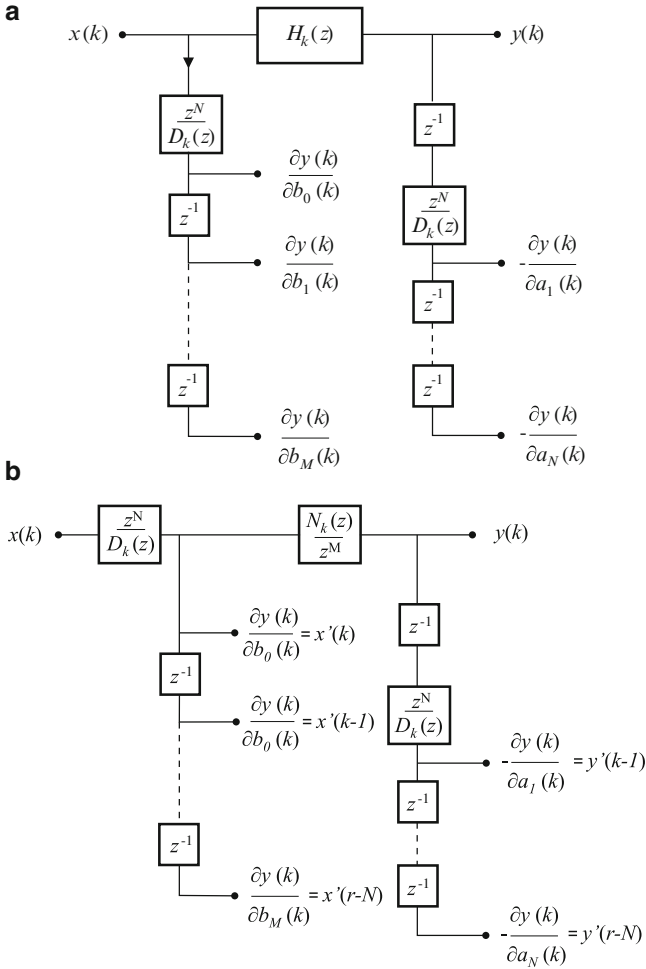 a
x(k)
H_k(z)
y(k)
z^N
D_k(z)
z^-1
∂y(k)
∂b_0(k)
z^-1
z^N
D_k(z)
∂y(k)
∂b_1(k)
-∂y(k)
∂a_1(k)
z^-1
z^-1
z^-1
∂y(k)
∂b_M(k)
-∂y(k)
∂a_N(k)
b
x(k)
z^N
D_k(z)
N_k(z)
z^M
y(k)
∂y(k)
∂b_0(k) = x’(k)
z^-1
z^-1
∂y(k)
∂b_0(k) = x’(k-1)
z^N
D_k(z)
-∂y(k)
∂a_1(k) = y’(k-1)
z^-1
z^-1
z^-1
∂y(k)
∂b_M(k) = x’(r-N)
-∂y(k)
∂a_N(k) = y’(r-N)